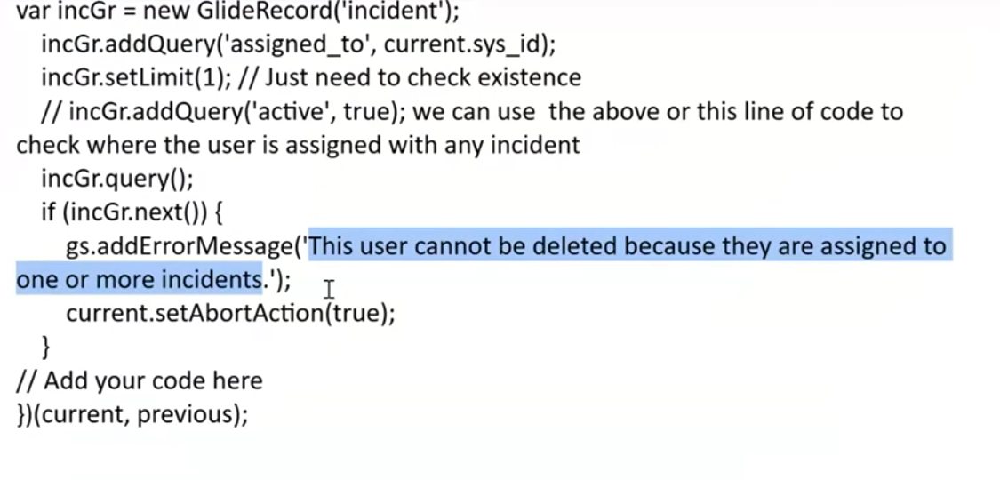 var incGr = new GlideRecord('incident');
incGr.addQuery('assigned_to', current.sys_id);
incGr.setLimit(1); // Just need to check existence
// incGr.addQuery('active', true); we can use  the above or this line of code to
check where the user is assigned with any incident
incGr.query();
if (incGr.next()) {
gs.addErrorMessage('This user cannot be deleted because they are assigned to
one or more incidents.');
current.setAbortAction(true);
}
// Add your code here
})(current, previous);